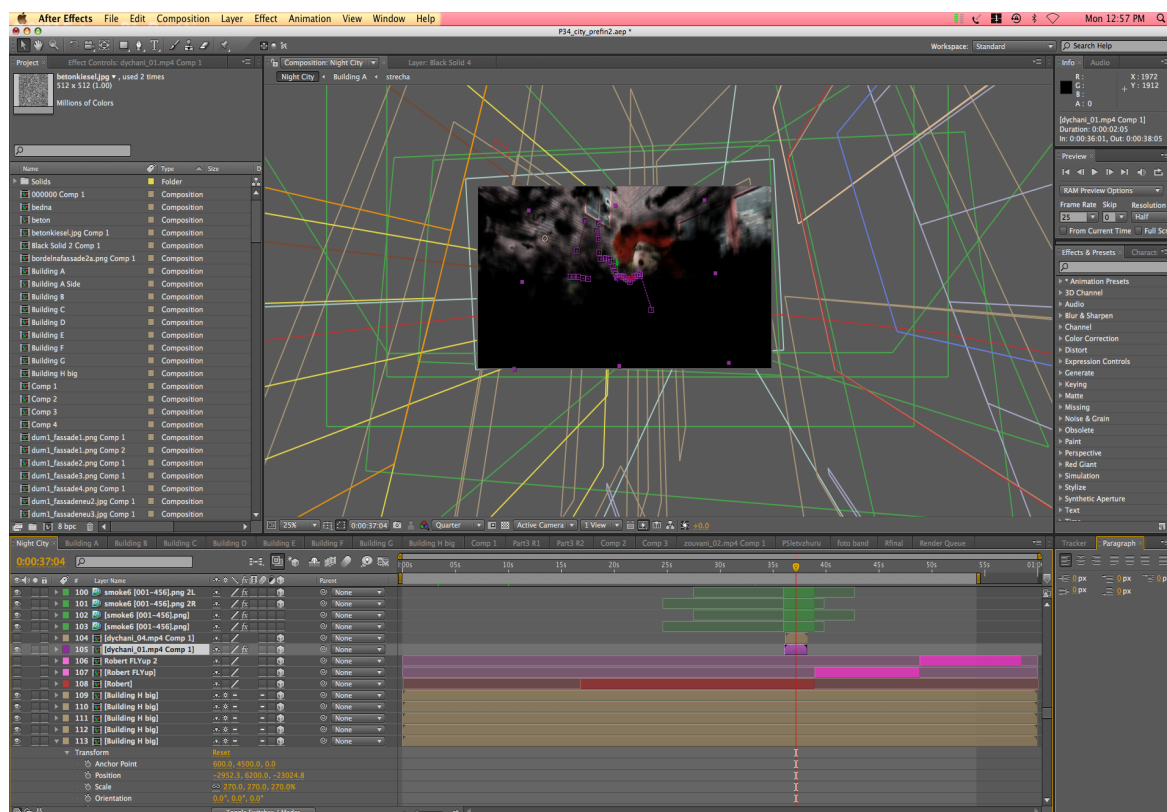 After Effects File Edit Composition Layer Effect Animation View Window Help
Mon 12:57 PM
P34_city_prefin2.aep *
Workspace: Standard
Search Help
Project
Effect Controls: dychani_01.mp4 Comp 1
betonkiesel.jpg , used 2 times
512 x 512 (1.00)
Millions of Colors
Name Type Size
Solids Folder
000000 Comp 1 Composition
bedna Composition
beton Composition
betonkiesel.jpg Comp 1 Composition
Black Solid 2 Comp 1 Composition
bordelnafassade2a.png Comp 1 Composition
Building A Composition
Building A Side Composition
Building B Composition
Building C Composition
Building D Composition
Building E Composition
Building F Composition
Building G Composition
Building H big Composition
Comp 1 Composition
Comp 2 Composition
Comp 3 Composition
Comp 4 Composition
dum1_fassade1.png Comp 1 Composition
dum1_fassade1.png Comp 2 Composition
dum1_fassade2.png Comp 1 Composition
dum1_fassade3.png Comp 1 Composition
dum1_fassade4.png Comp 1 Composition
dum1_fassadeneu2.jpg Comp 1 Composition
dum1_fassadeneu3.jpg Comp 1 Composition
8 bpc
Composition: Night City
Layer: Black Solid 4
Night City Building A strecha
25% 0:00:37:04 Quarter Active Camera 1 View +0.0
Info Audio
R :
G :
B :
A : 0
X : 1972
Y : 1912
[dychani_01.mp4 Comp 1]
Duration: 0:00:02:05
In: 0:00:36:01, Out: 0:00:38:05
Preview
RAM Preview Options
Frame Rate Skip Resolution
25 0 Half
From Current Time Full Scr
Effects & Presets Charact
* Animation Presets
3D Channel
Audio
Blur & Sharpen
Channel
Color Correction
Distort
Expression Controls
Generate
Keying
Matte
Missing
Noise & Grain
Obsolete
Paint
Perspective
Red Giant
Simulation
Stylize
Synthetic Aperture
Text
Night City Building A Building B Building C Building D Building E Building F Building G Building H big Comp 1 Part3 R1 Part3 R2 Comp 2 Comp 3 zouvani_02.mp4 Comp 1 PSletvzhuru foto band Rfinal Render Queue
0:00:37:04
# Layer Name Parent
05s 10s 15s 20s 25s 30s 35s 40s 45s 50s
100 smoke6 [001-456].png 2L None
101 smoke6 [001-456].png 2R None
102 [smoke6 [001-456].png] None
103 [smoke6 [001-456].png] None
104 [dychani_04.mp4 Comp 1] None
105 [dychani_01.mp4 Comp 1] None
106 Robert FLYup 2 None
107 [Robert FLYup] None
108 [Robert] None
109 [Building H big] None
110 [Building H big] None
111 [Building H big] None
112 [Building H big] None
113 [Building H big] None
Transform Reset
Anchor Point 600.0, 4500.0, 0.0
Position -2952.3, 6200.0, -23024.8
Scale 270.0, 270.0, 270.0%
Orientation 0.0°, 0.0°, 0.0°
Toggle Switches / Modes
Tracker Paragraph
0 px 0 px 0 p
0 px 0 px